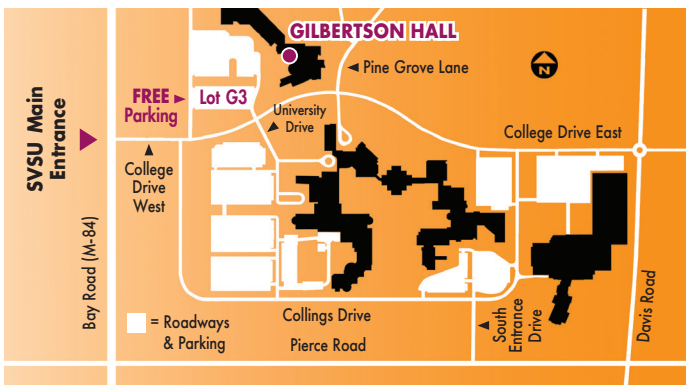 GILBERTSON HALL
Pine Grove Lane
N
FREE
Parking
Lot G3
University
Drive
College Drive East
SVSU Main
Entrance
College
Drive
West
Bay Road (M-84)
Collings Drive
= Roadways
& Parking
Pierce Road
South
Entrance
Drive
Davis Road